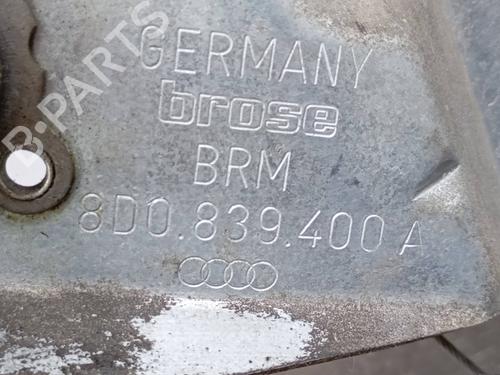 GERMANY
brose
BRM
8D0.839.400 A
B-PARTS